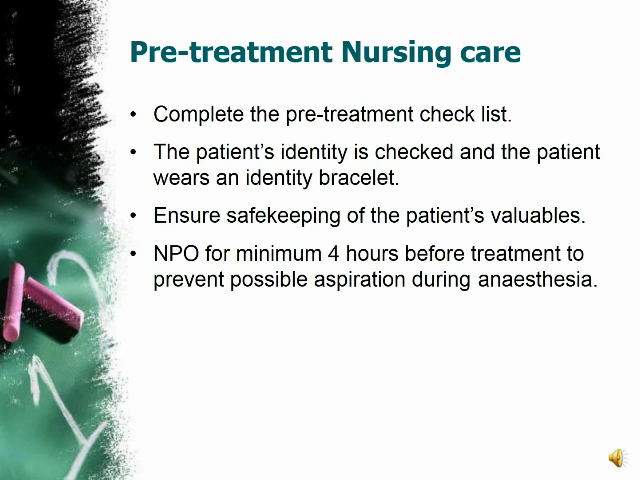 Pre-treatment Nursing care
• Complete the pre-treatment check list.
• The patient's identity is checked and the patient
wears an identity bracelet.
• Ensure safekeeping of the patient's valuables.
• NPO for minimum 4 hours before treatment to
prevent possible aspiration during anaesthesia.